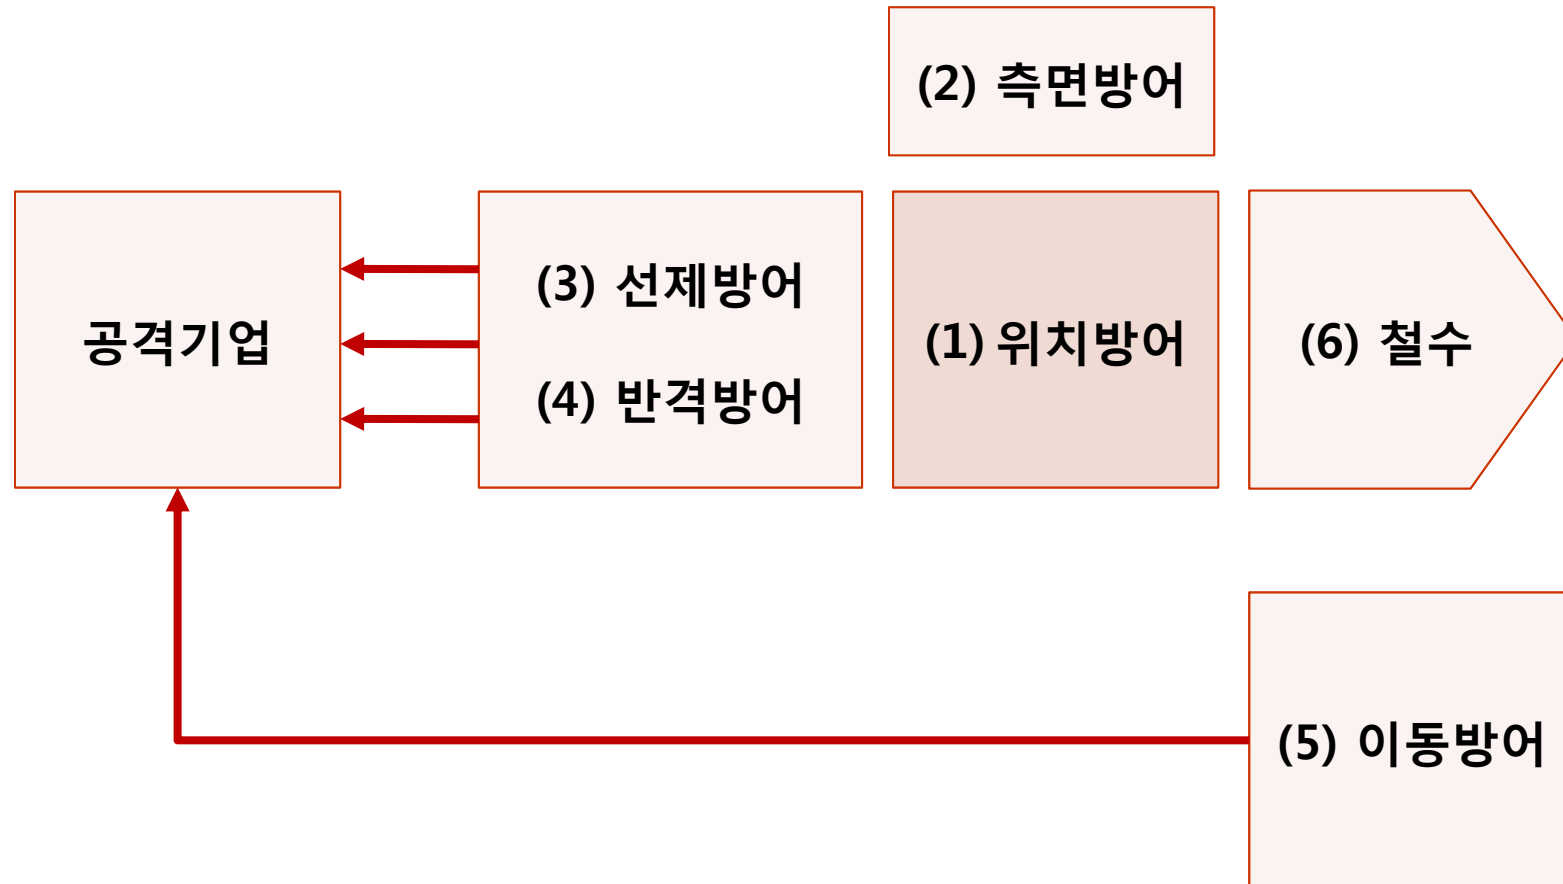 (2) 측면방어
공격기업
(3) 선제방어
(4) 반격방어
(1) 위치방어
(6) 철수
(5) 이동방어